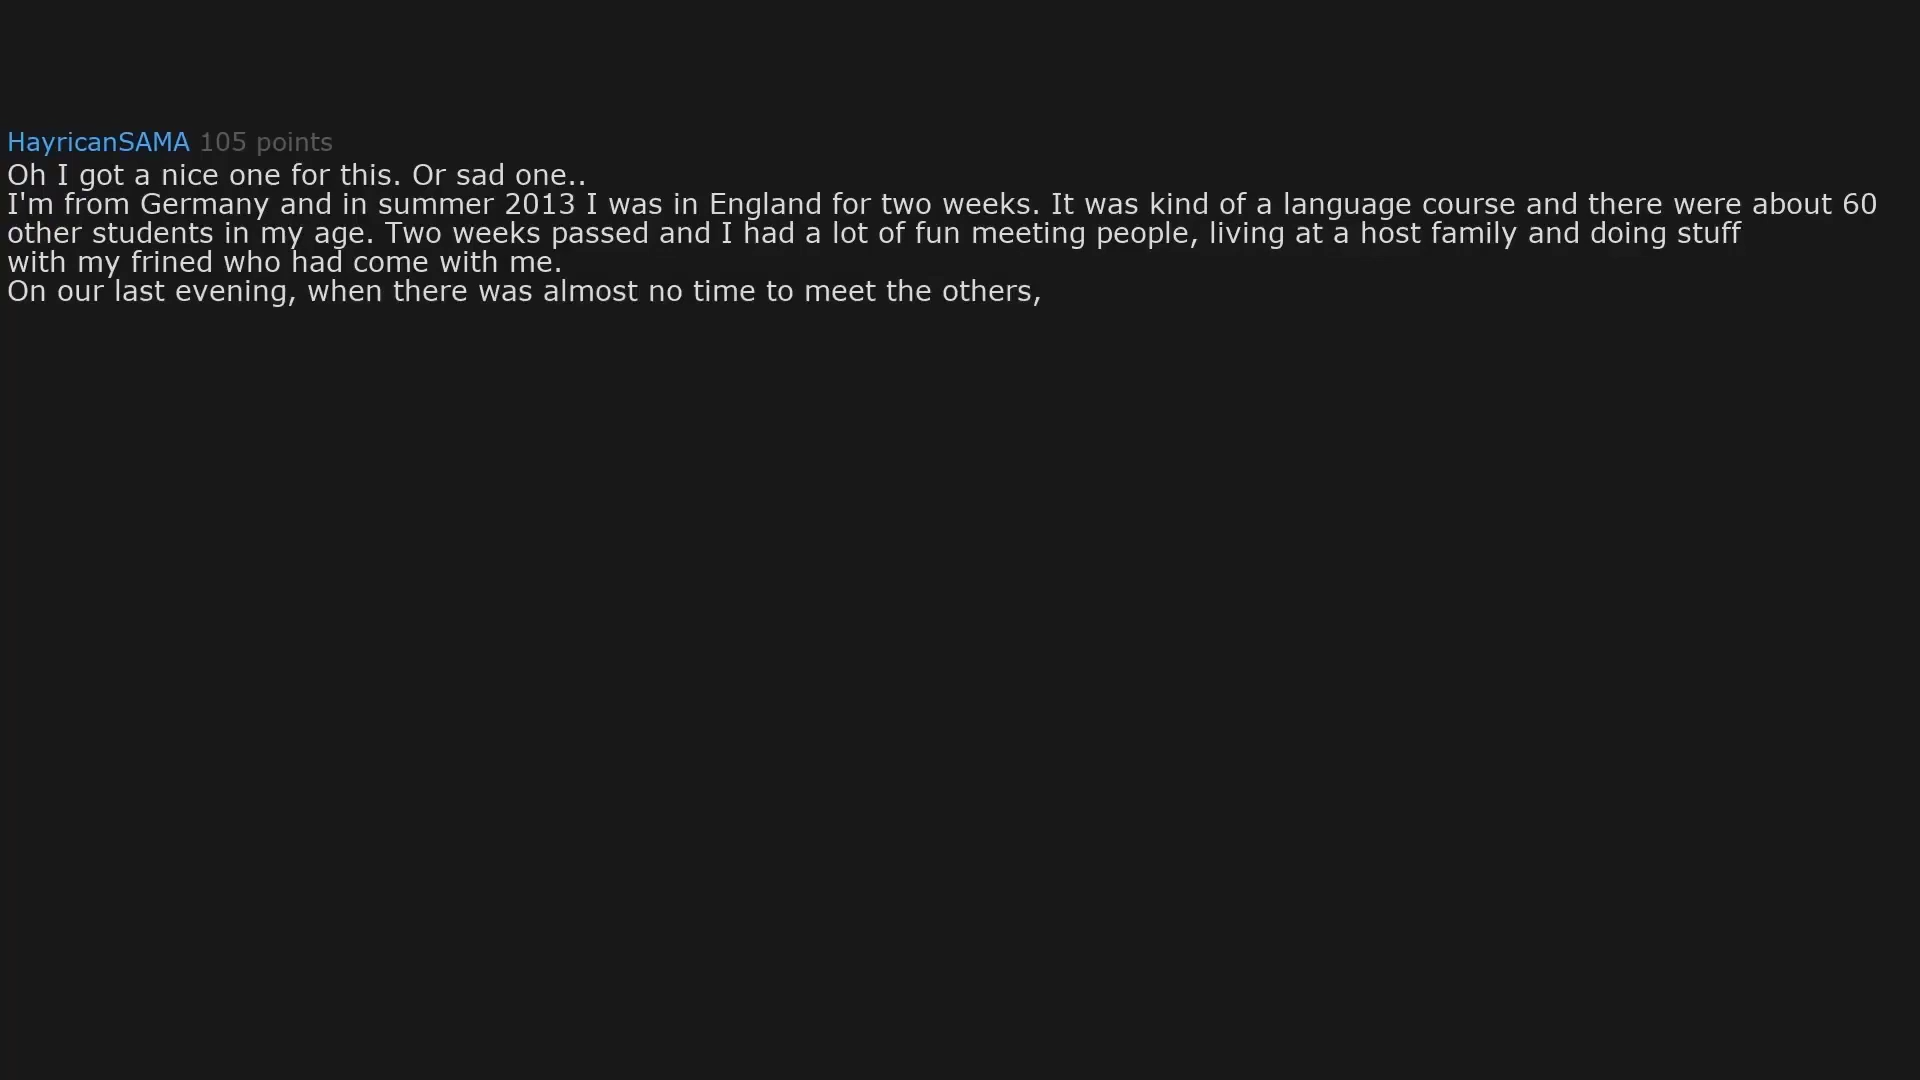 HayricanSAMA 105 points
Oh I got a nice one for this. Or sad one..
I'm from Germany and in summer 2013 I was in England for two weeks. It was kind of a language course and there were about 60
other students in my age. Two weeks passed and I had a lot of fun meeting people, living at a host family and doing stuff
with my frined who had come with me.
On our last evening, when there was almost no time to meet the others,